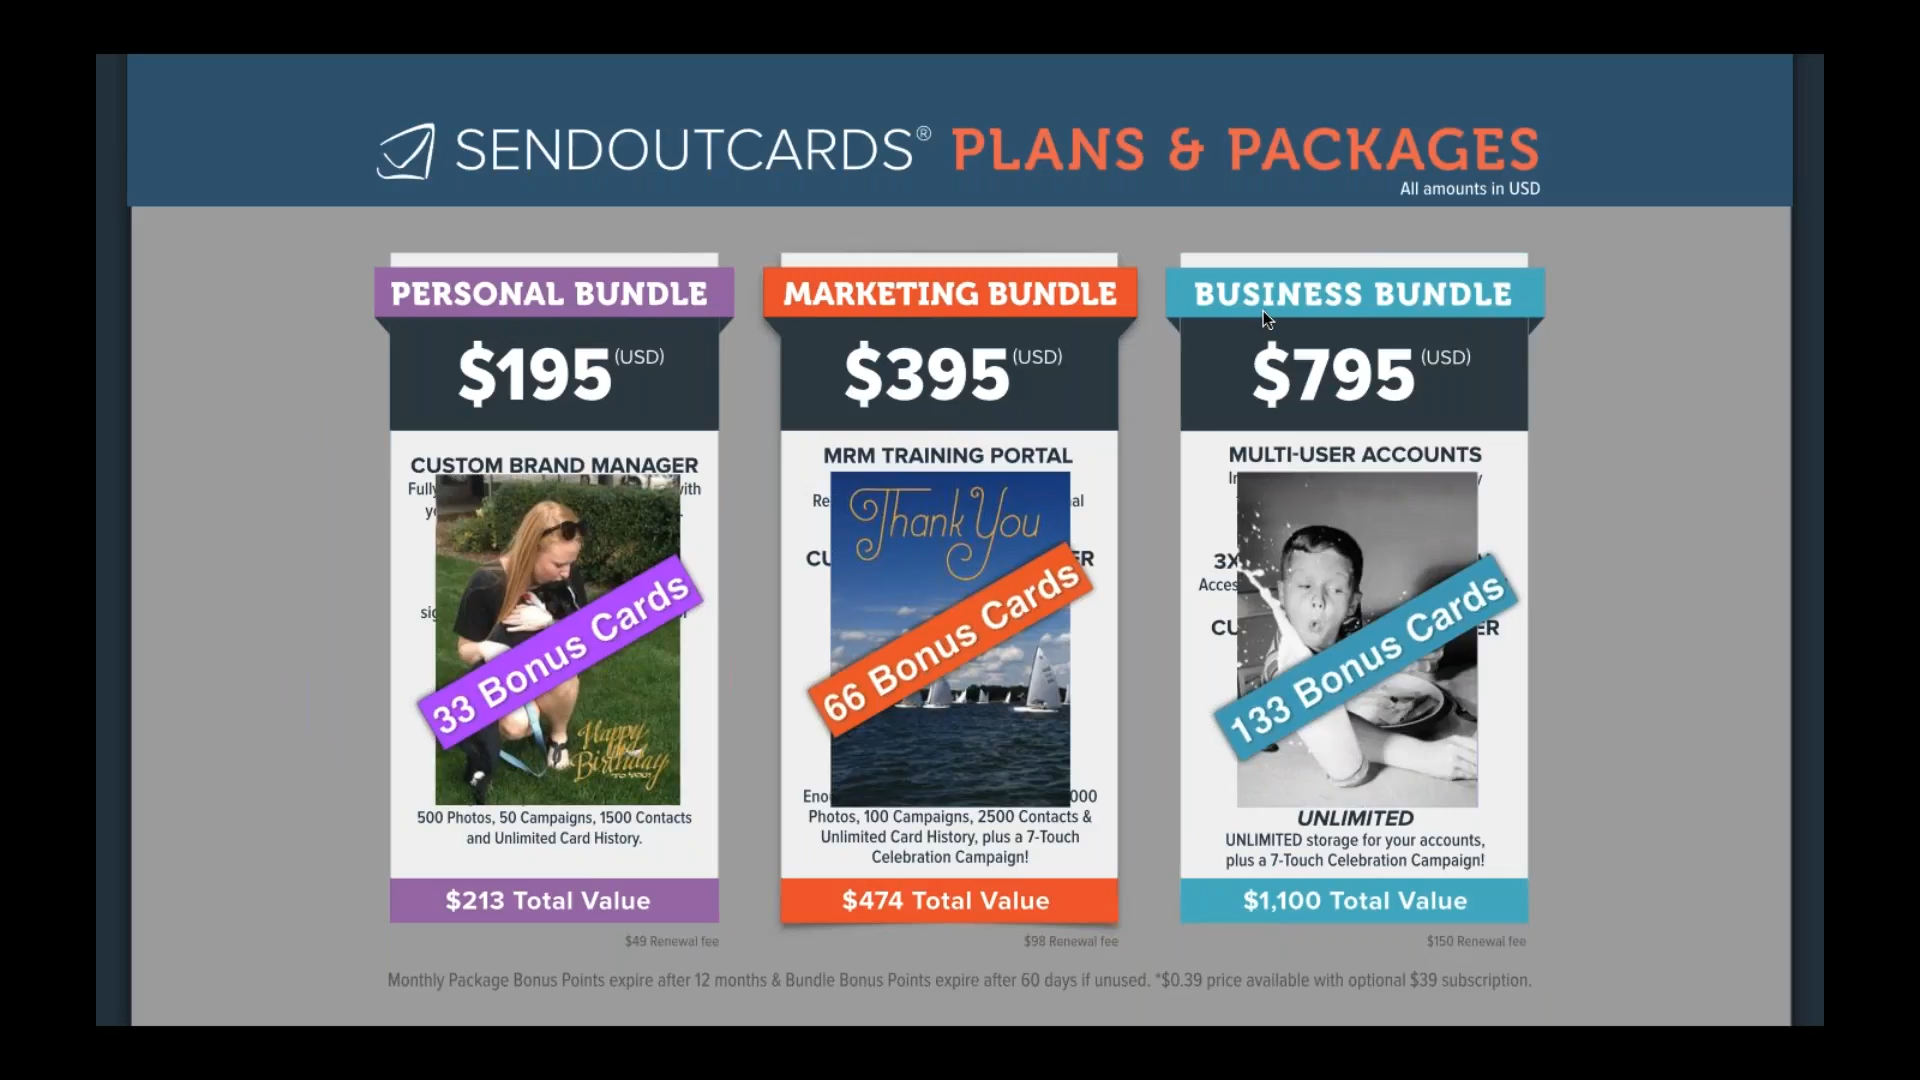 SENDOUTCARDS® PLANS & PACKAGES
All amounts in USD
PERSONAL BUNDLE
$195 (USD)
CUSTOM BRAND MANAGER
Fully
33 Bonus Cards
Happy
Birthday
TO YOU!
500 Photos, 50 Campaigns, 1500 Contacts
and Unlimited Card History.
$213 Total Value
$49 Renewal fee
MARKETING BUNDLE
$395 (USD)
MRM TRAINING PORTAL
Thank You
66 Bonus Cards
Photos, 100 Campaigns, 2500 Contacts &
Unlimited Card History, plus a 7-Touch
Celebration Campaign!
$474 Total Value
$98 Renewal fee
BUSINESS BUNDLE
$795 (USD)
MULTI-USER ACCOUNTS
3X
133 Bonus Cards
UNLIMITED
UNLIMITED storage for your accounts,
plus a 7-Touch Celebration Campaign!
$1,100 Total Value
$150 Renewal fee
Monthly Package Bonus Points expire after 12 months & Bundle Bonus Points expire after 60 days if unused. *$0.39 price available with optional $39 subscription.